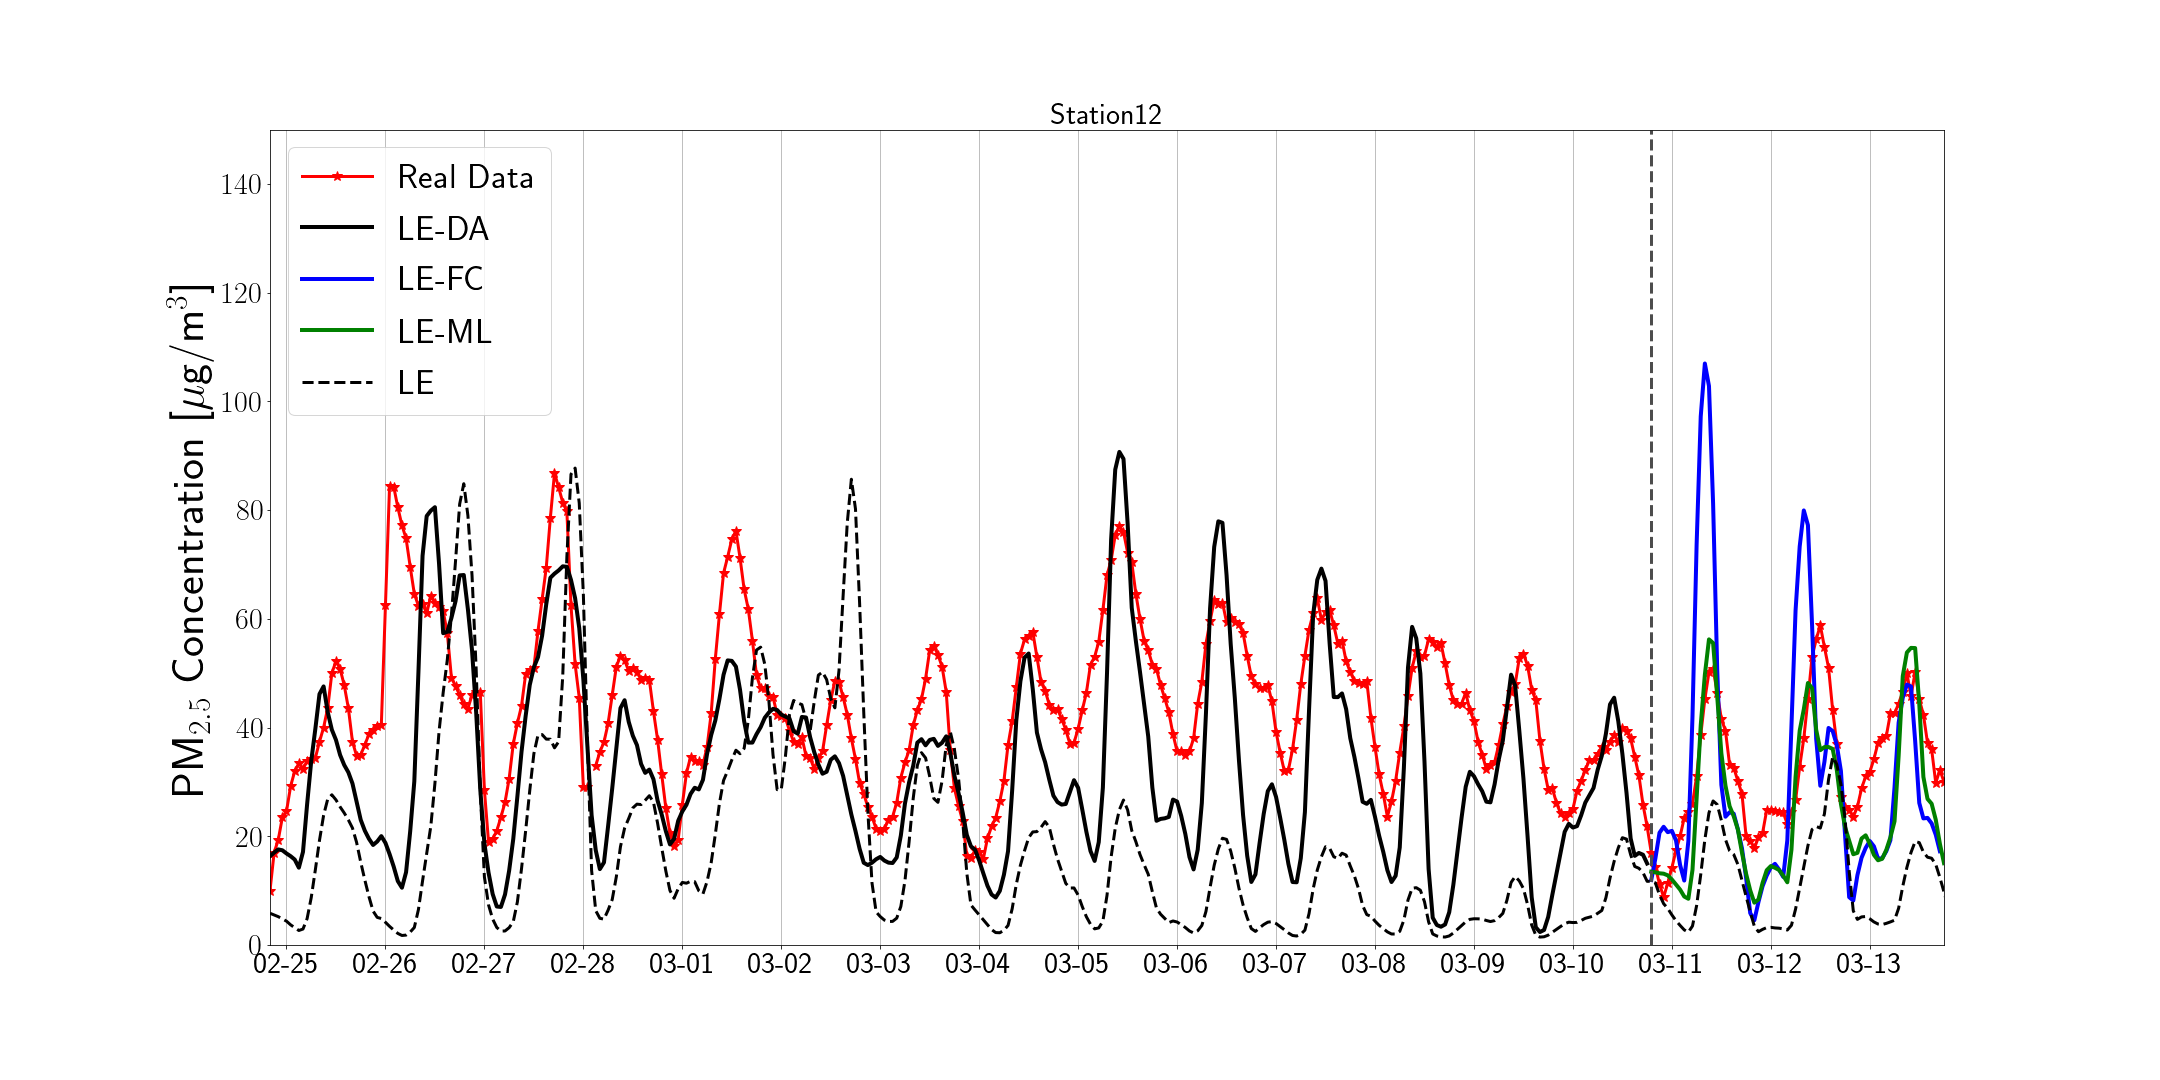 Station12
PM2.5 Concentration [μg/m³]
140
120
100
80
60
40
20
0
Real Data
LE-DA
LE-FC
LE-ML
LE
02-25 02-26 02-27 02-28 03-01 03-02 03-03 03-04 03-05 03-06 03-07 03-08 03-09 03-10 03-11 03-12 03-13